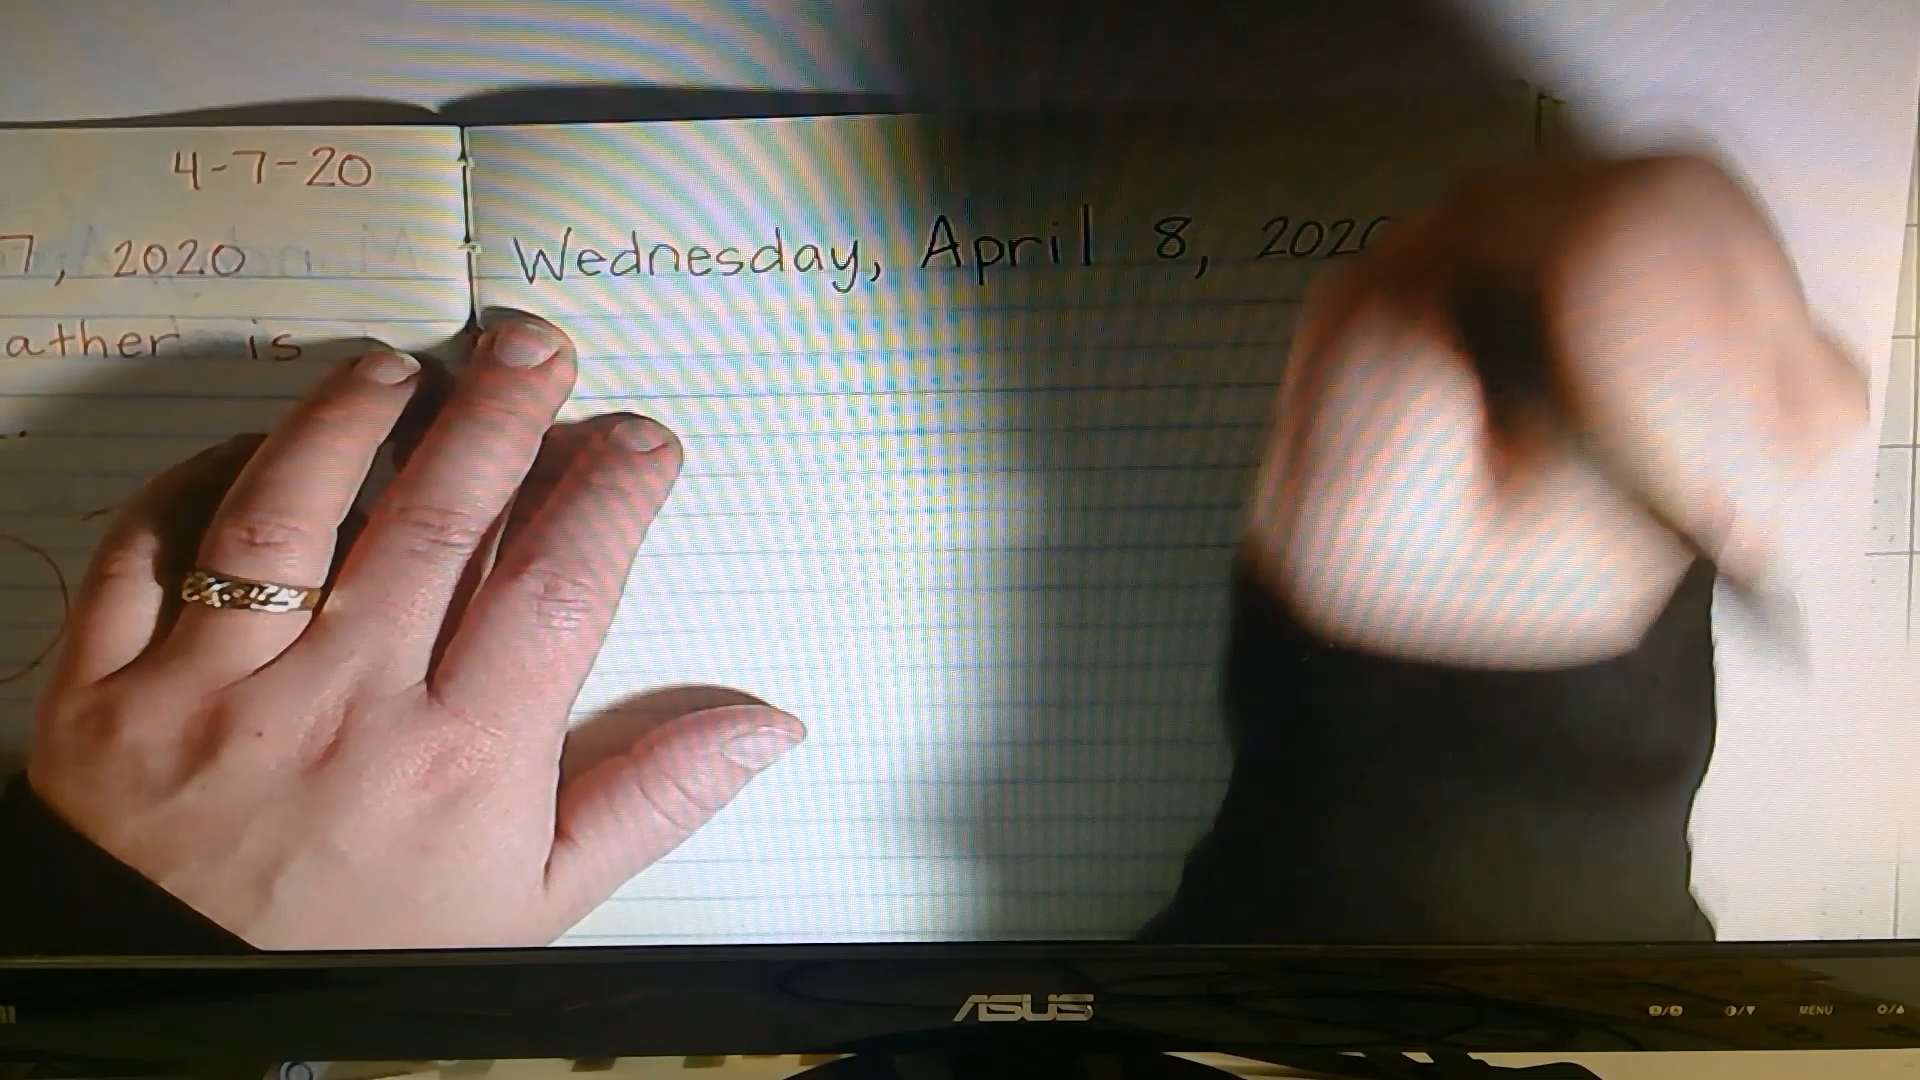 4-7-20
7, 2020
ather is
Wednesday, April 8, 2020
ASUS
MENU